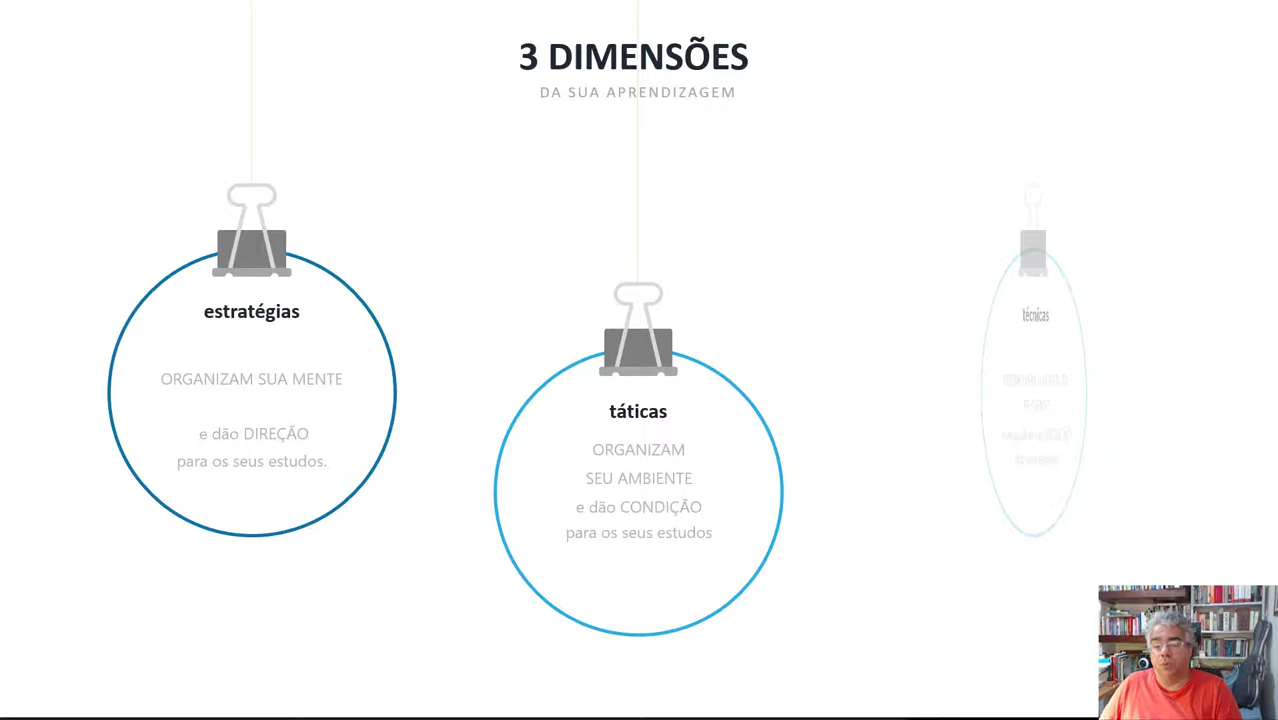 3 DIMENSÕES
DA SUA APRENDIZAGEM
estratégias
ORGANIZAM SUA MENTE
e dão DIREÇÃO
para os seus estudos.
táticas
ORGANIZAM
SEU AMBIENTE
e dão CONDIÇÃO
para os seus estudos
técnicas